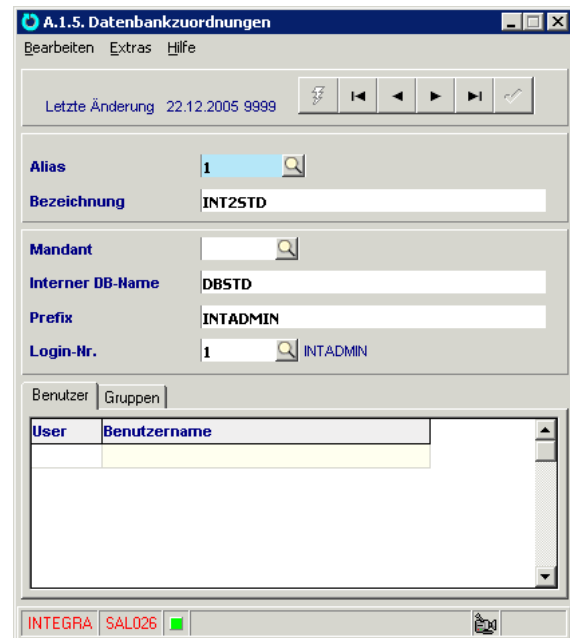 A.1.5. Datenbankzuordnungen
Bearbeiten Extras Hilfe
Letzte Änderung 22.12.2005 9999
Alias 1
Bezeichnung INT2STD
Mandant
Interner DB-Name DBSTD
Prefix INTADMIN
Login-Nr. 1 INTADMIN
Benutzer Gruppen
User Benutzername
INTEGRA SAL026